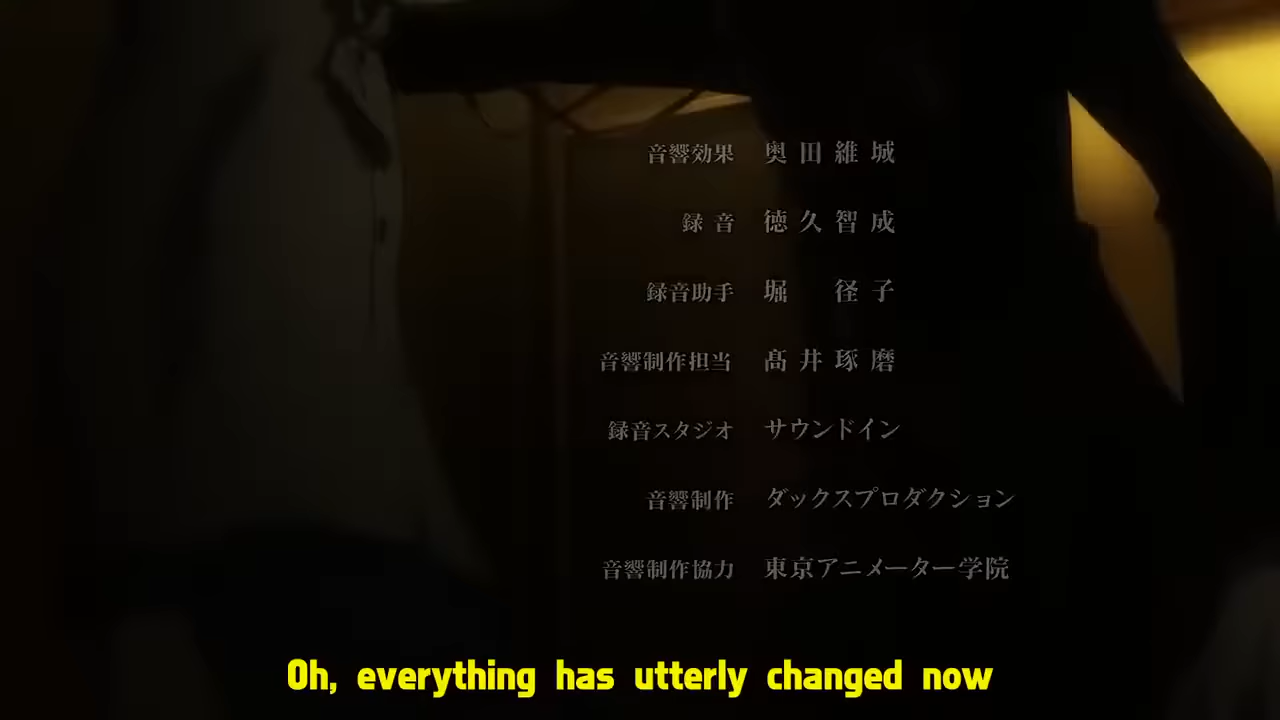 音響効果 奥田維城
録音 徳久智成
録音助手 堀 径子
音響制作担当 髙井琢磨
録音スタジオ サウンドイン
音響制作 ダックスプロダクション
音響制作協力 東京アニメーター学院
Oh, everything has utterly changed now